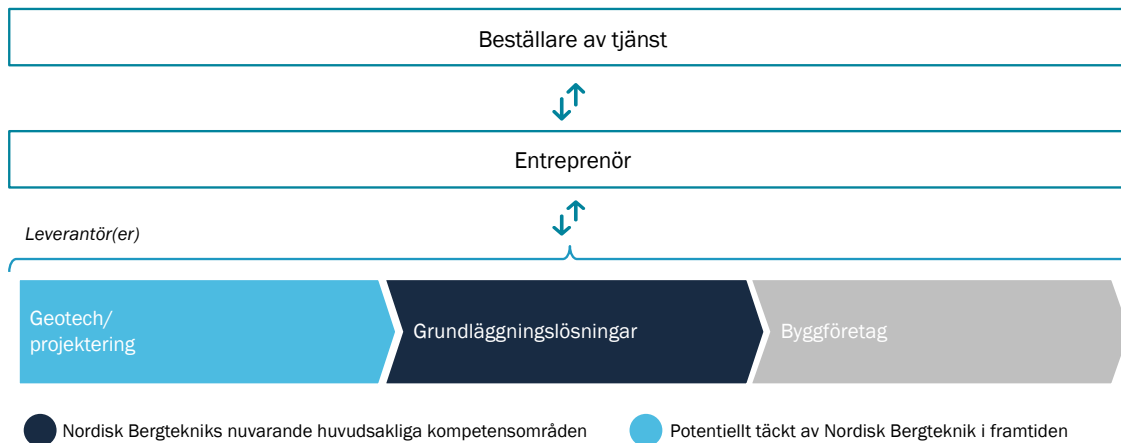 Beställare av tjänst
Entreprenör
Leverantör(er)
Geotech/
projektering
Grundläggningslösningar
Byggföretag
Nordisk Bergtekniks nuvarande huvudsakliga kompetensområden
Potentiellt täckt av Nordisk Bergteknik i framtiden